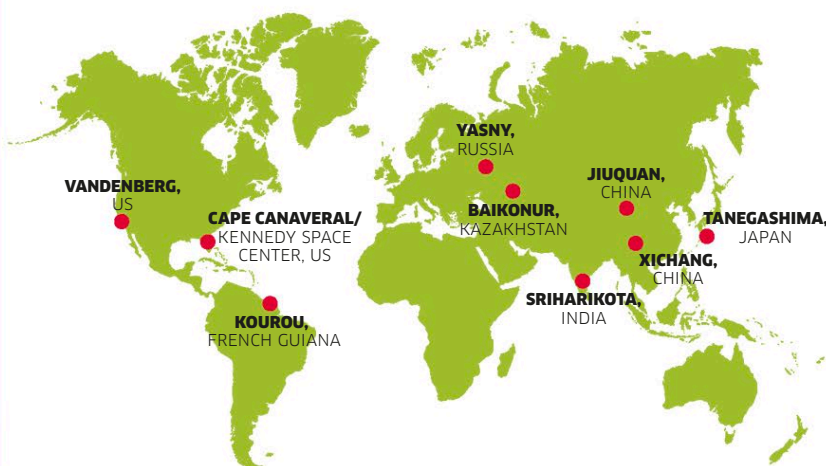 VANDENBERG,
US
CAPE CANAVERAL/
KENNEDY SPACE
CENTER, US
KOUROU,
FRENCH GUIANA
YASNY,
RUSSIA
BAIKONUR,
KAZAKHSTAN
JIUQUAN,
CHINA
TANEGASHIMA,
JAPAN
XICHANG,
CHINA
SRIHARIKOTA,
INDIA